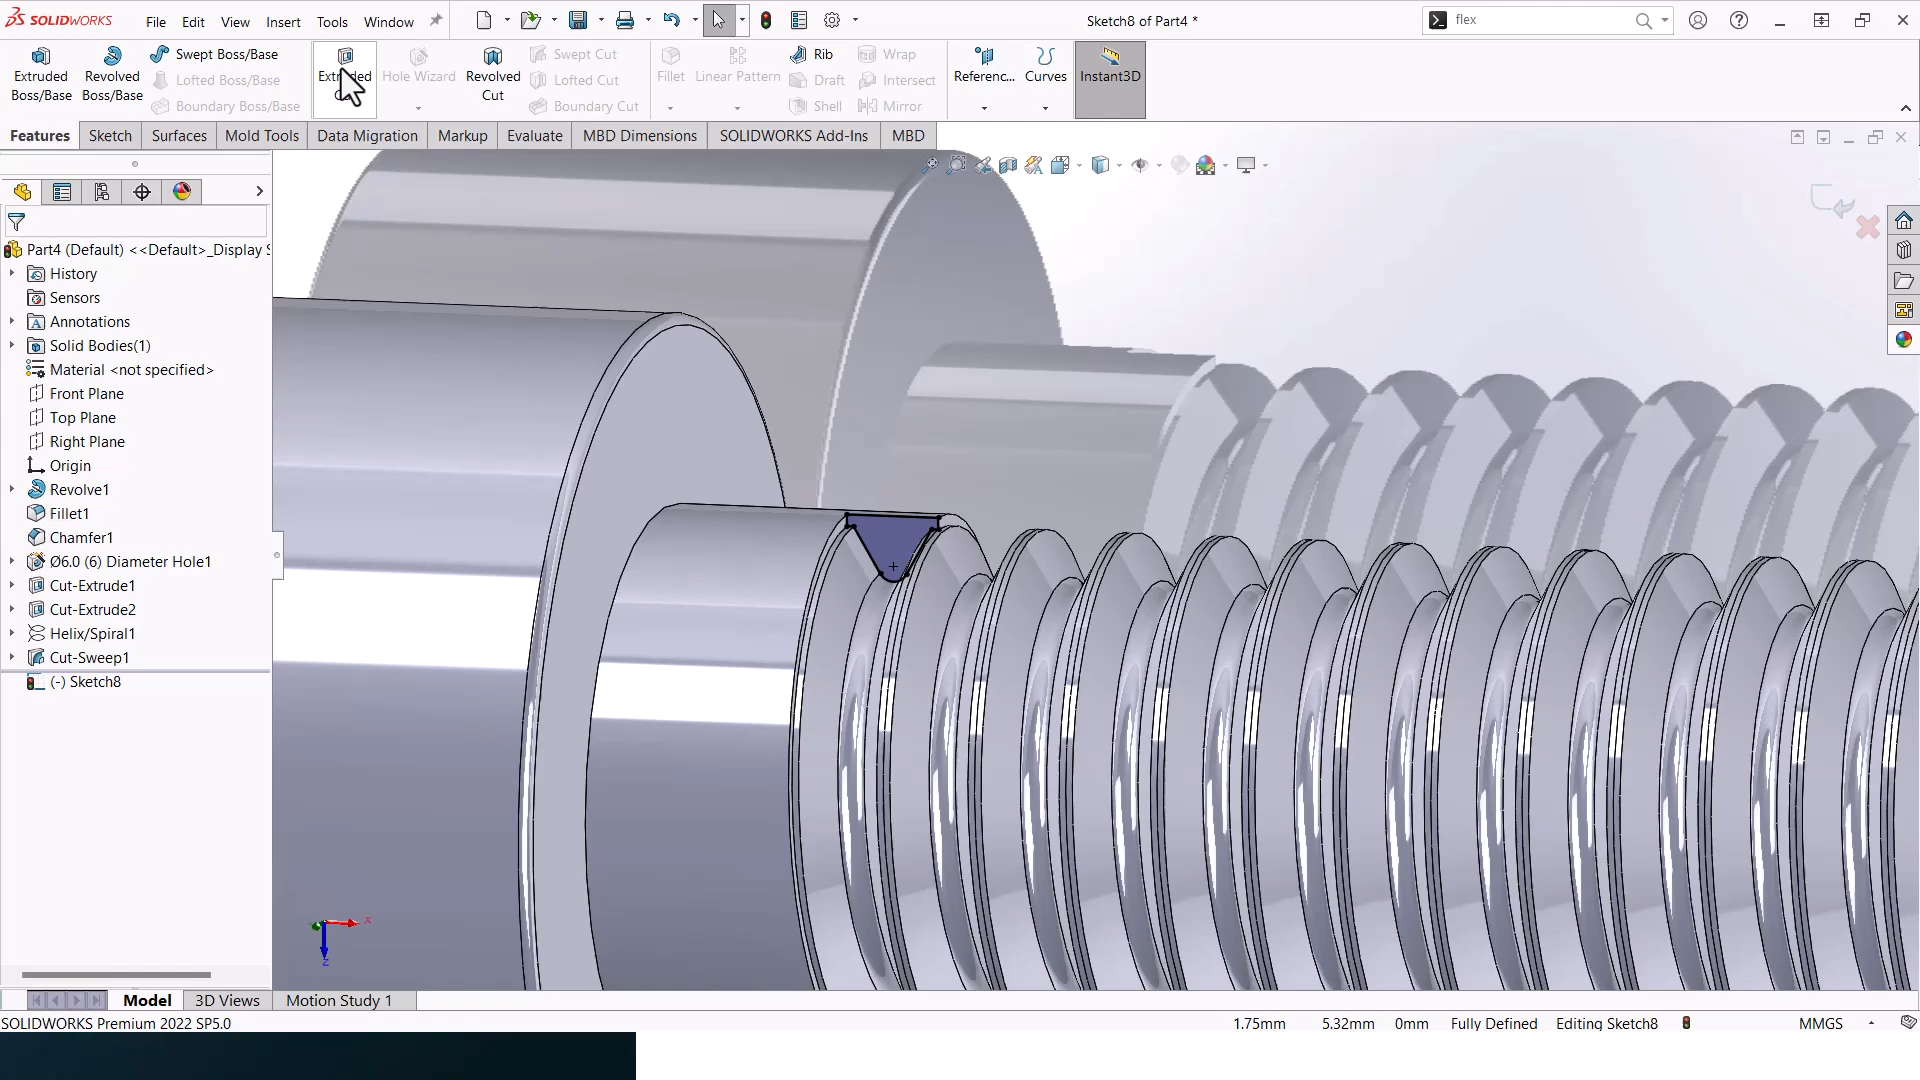 SOLIDWORKS
File Edit View Insert Tools Window
Sketch8 of Part4 *
flex
Extruded Boss/Base
Revolved Boss/Base
Swept Boss/Base
Lofted Boss/Base
Boundary Boss/Base
Extruded
Hole Wizard
Revolved Cut
Swept Cut
Lofted Cut
Boundary Cut
Fillet
Linear Pattern
Rib
Draft
Shell
Wrap
Intersect
Mirror
Referenc...
Curves
Instant3D
Features Sketch Surfaces Mold Tools Data Migration Markup Evaluate MBD Dimensions SOLIDWORKS Add-Ins MBD
Part4 (Default) <<Default>_Display S
History
Sensors
Annotations
Solid Bodies(1)
Material <not specified>
Front Plane
Top Plane
Right Plane
Origin
Revolve1
Fillet1
Chamfer1
Ø6.0 (6) Diameter Hole1
Cut-Extrude1
Cut-Extrude2
Helix/Spiral1
Cut-Sweep1
(-) Sketch8
x
z
Model 3D Views Motion Study 1
SOLIDWORKS Premium 2022 SP5.0
1.75mm 5.32mm 0mm Fully Defined Editing Sketch8 MMGS